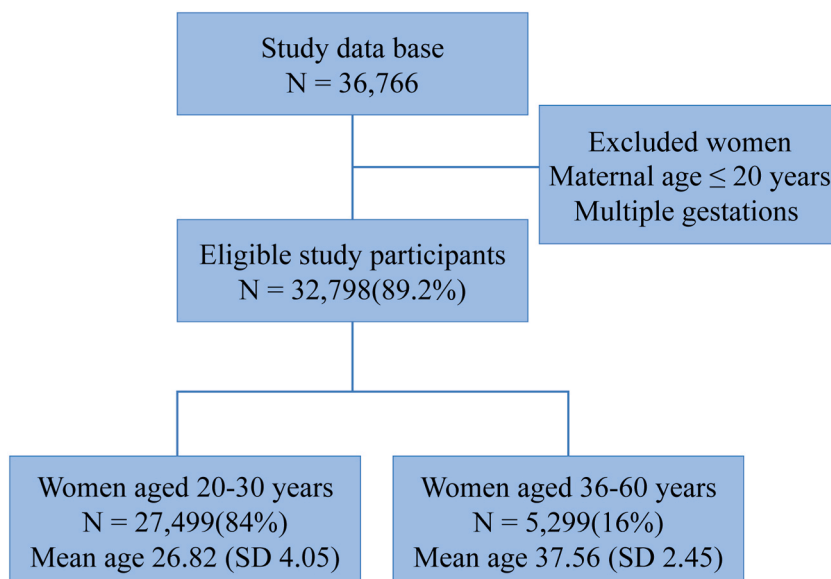 Study data base
N = 36,766
Excluded women
Maternal age ≤ 20 years
Multiple gestations
Eligible study participants
N = 32,798(89.2%)
Women aged 20-30 years
N = 27,499(84%)
Mean age 26.82 (SD 4.05)
Women aged 36-60 years
N = 5,299(16%)
Mean age 37.56 (SD 2.45)